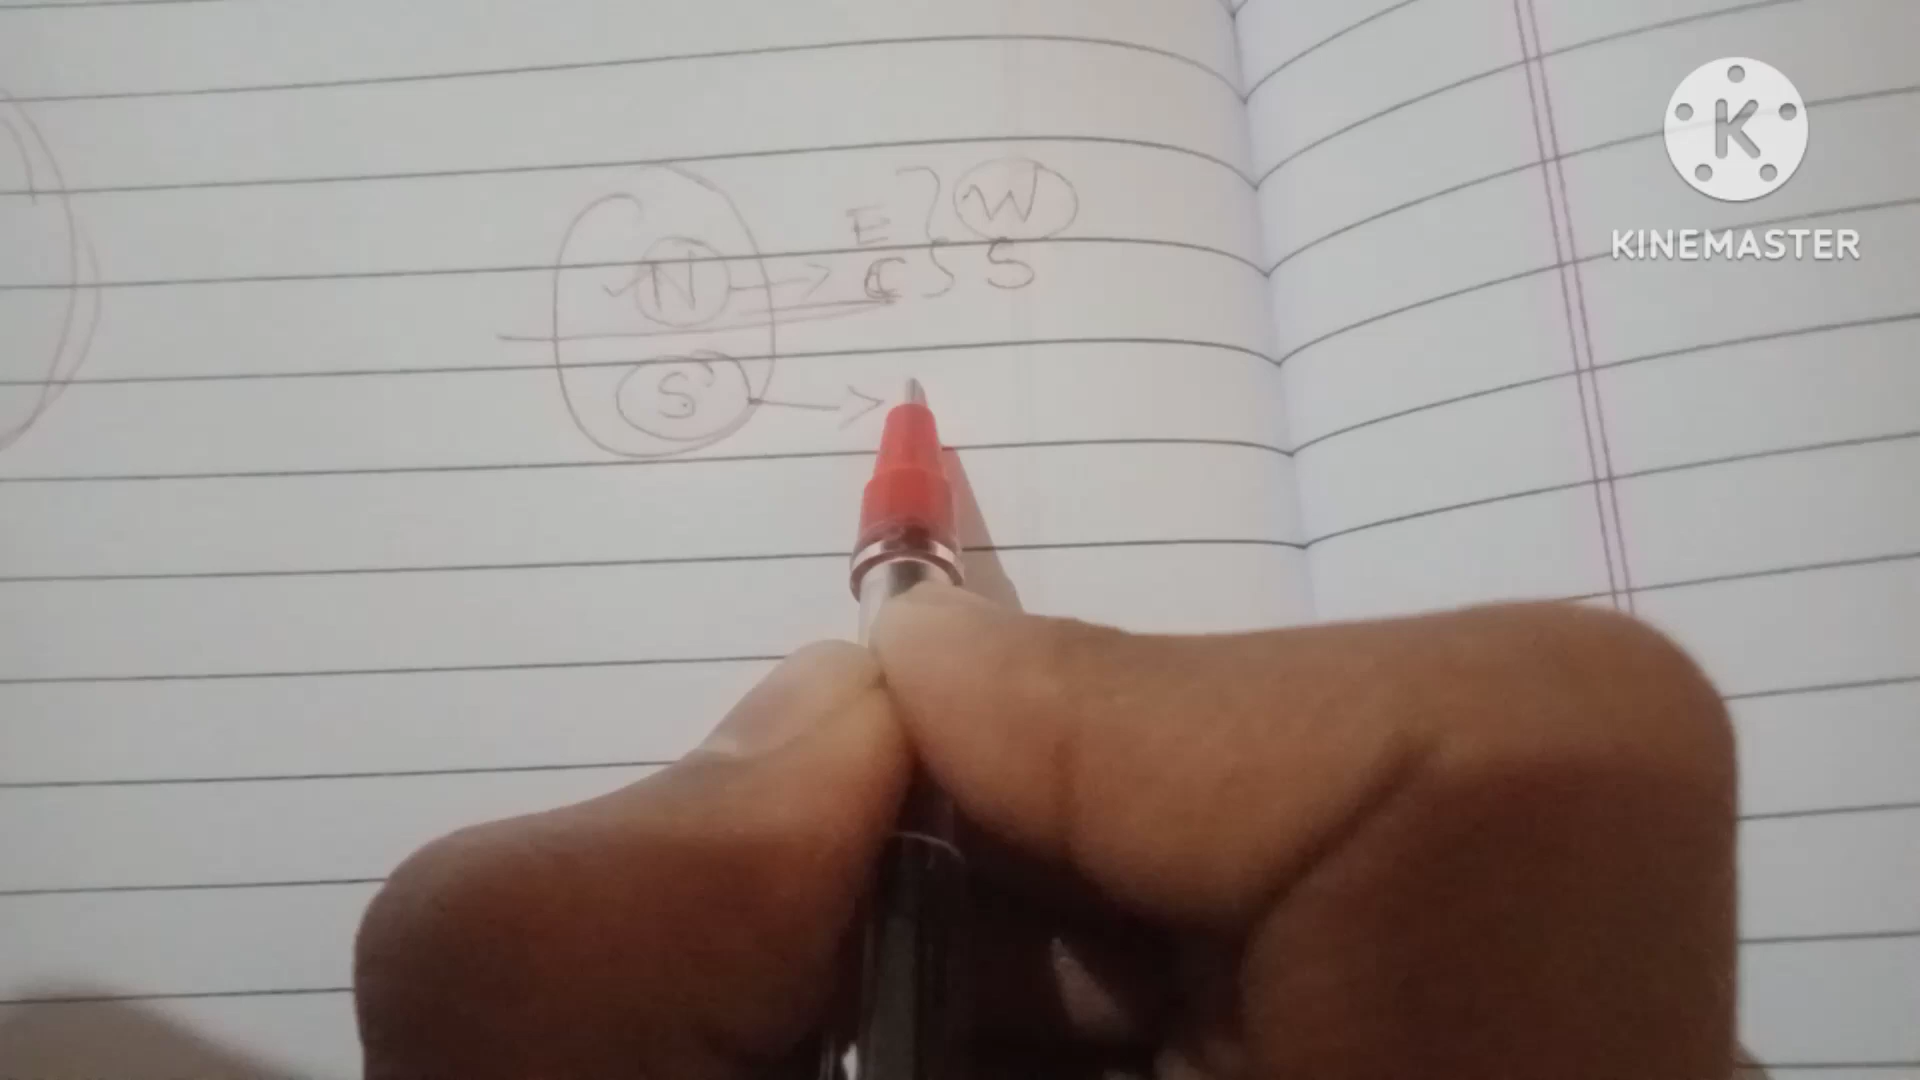 E } W
N → C } S
S →
K
KINEMASTER